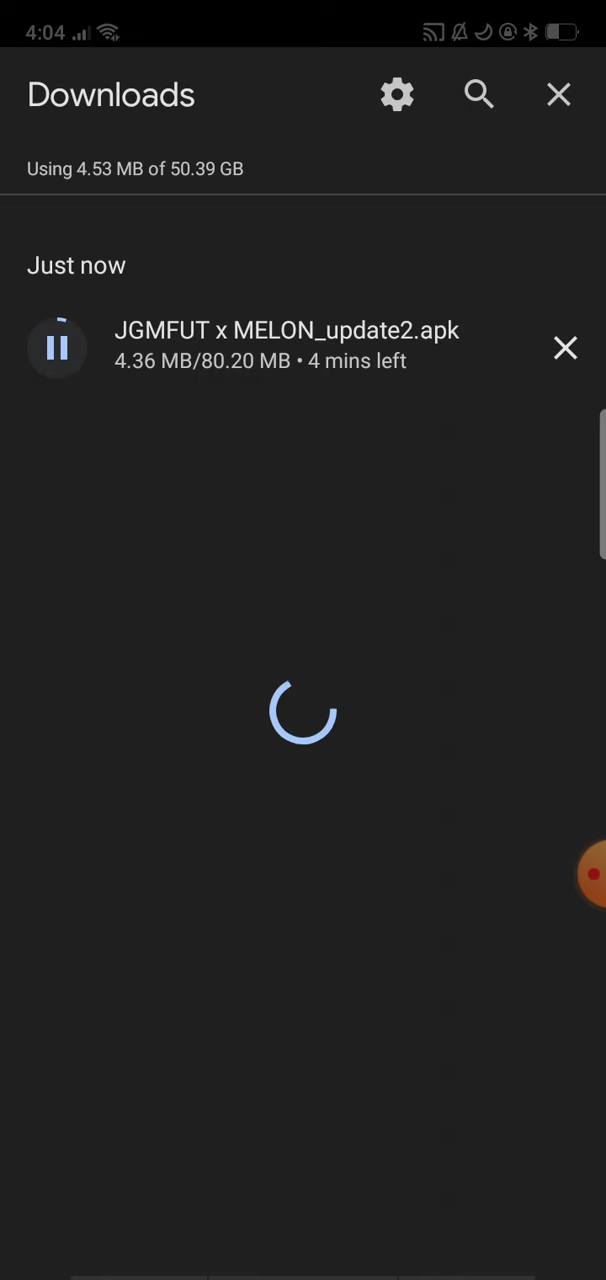 4:04
Downloads
Using 4.53 MB of 50.39 GB
Just now
JGMFUT x MELON_update2.apk
4.36 MB/80.20 MB • 4 mins left